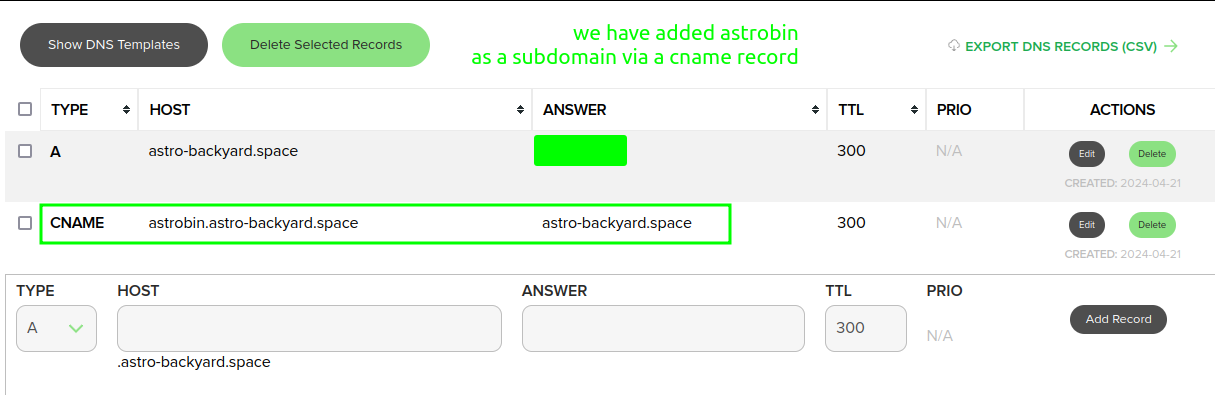 Show DNS Templates
Delete Selected Records
we have added astrobin
as a subdomain via a cname record
EXPORT DNS RECORDS (CSV)
TYPE HOST ANSWER TTL PRIO ACTIONS
A astro-backyard.space 300 N/A Edit Delete
CREATED: 2024-04-21
CNAME astrobin.astro-backyard.space astro-backyard.space 300 N/A Edit Delete
CREATED: 2024-04-21
TYPE HOST ANSWER TTL PRIO
A 300 N/A Add Record
.astro-backyard.space